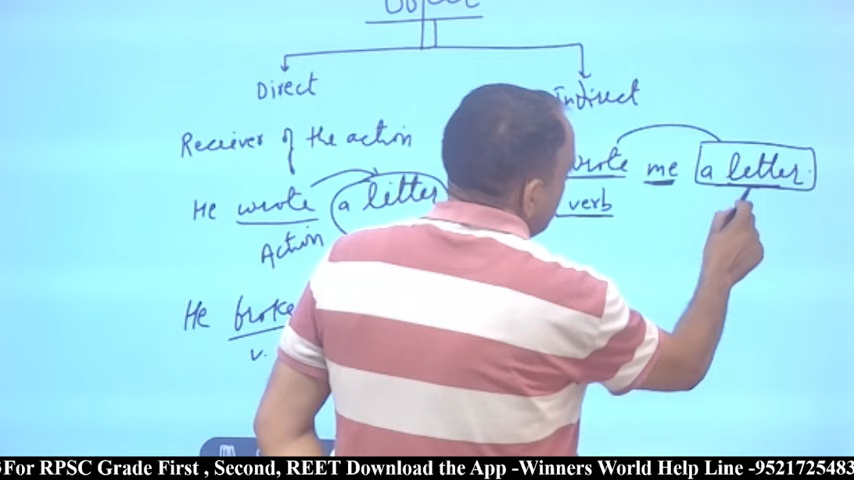 Direct
Indirect
Receiver of the action
wrote me a letter.
verb
He wrote a letter
Action
He broke
v.
For RPSC Grade First , Second, REET Download the App -Winners World Help Line -9521725483